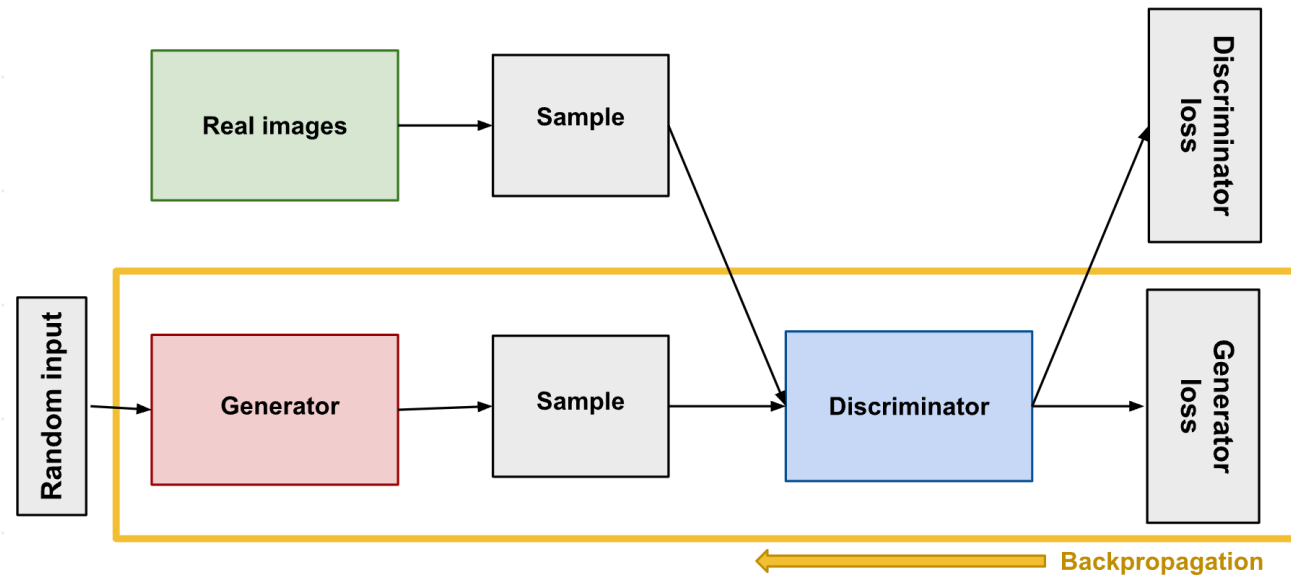 Real images
Sample
Discriminator
loss
Random input
Generator
Sample
Discriminator
Generator
loss
Backpropagation